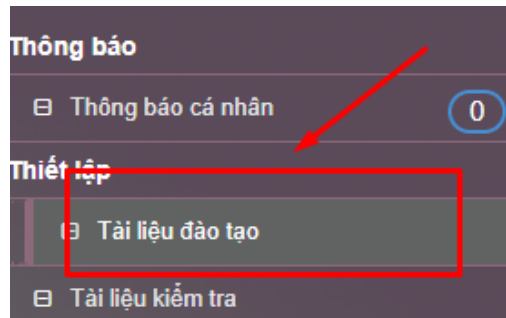 Thông báo
Thông báo cá nhân 0
Thiết lập
Tài liệu đào tạo
Tài liệu kiểm tra